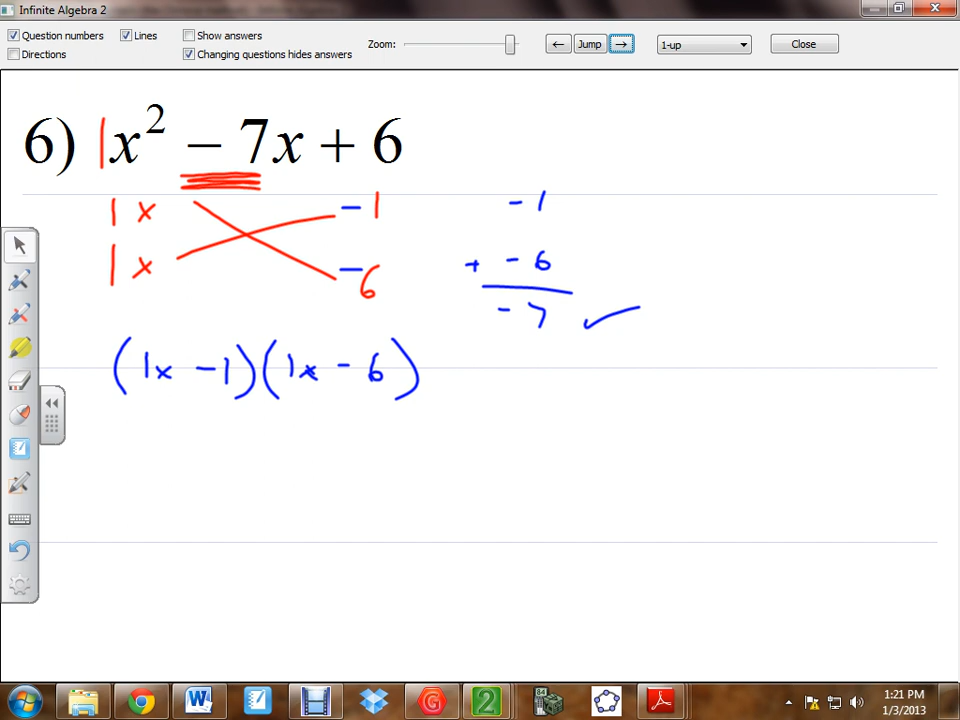 Infinite Algebra 2
Question numbers Lines Show answers Zoom: ← Jump → 1-up Close
Directions Changing questions hides answers
6) 1x² − 7x + 6
1x −1 −1
1x −6 + −6
−7 ✓
(1x −1)(1x − 6)
1:21 PM
1/3/2013